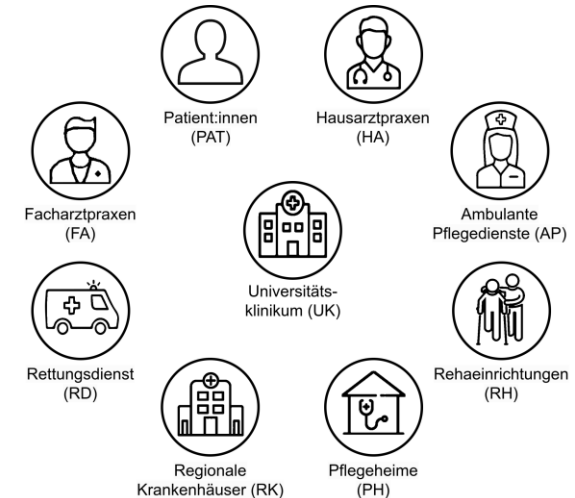 Patient:innen
(PAT)
Hausarztpraxen
(HA)
Facharztpraxen
(FA)
Ambulante
Pflegedienste (AP)
Universitäts-
klinikum (UK)
Rettungsdienst
(RD)
Rehaeinrichtungen
(RH)
Regionale
Krankenhäuser (RK)
Pflegeheime
(PH)